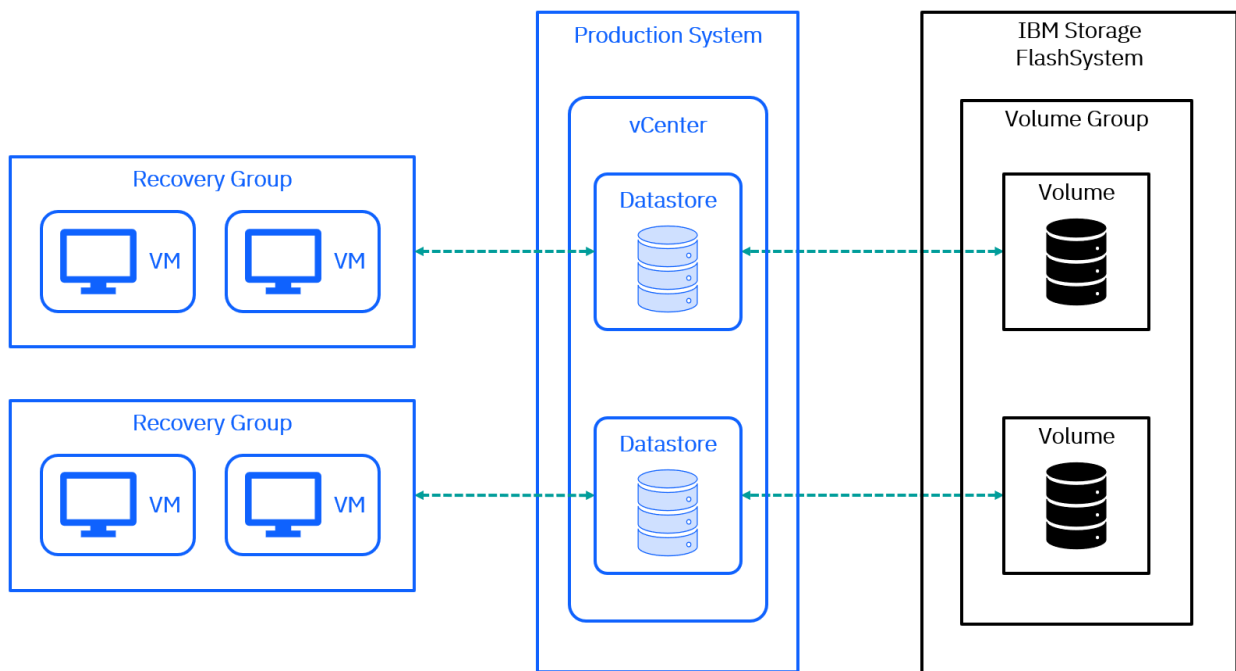 Production System
IBM Storage
FlashSystem
vCenter
Volume Group
Recovery Group
VM
VM
Datastore
Volume
Recovery Group
VM
VM
Datastore
Volume